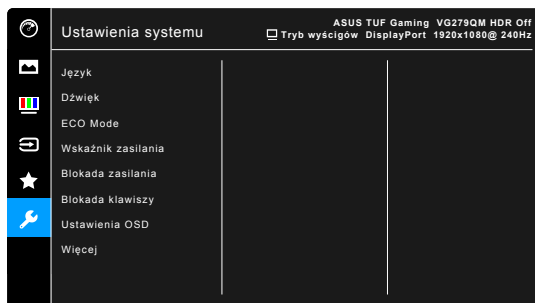 Ustawienia systemu
ASUS TUF Gaming VG279QM HDR Off
Tryb wyścigów DisplayPort 1920x1080@ 240Hz
Język
Dźwięk
ECO Mode
Wskaźnik zasilania
Blokada zasilania
Blokada klawiszy
Ustawienia OSD
Więcej